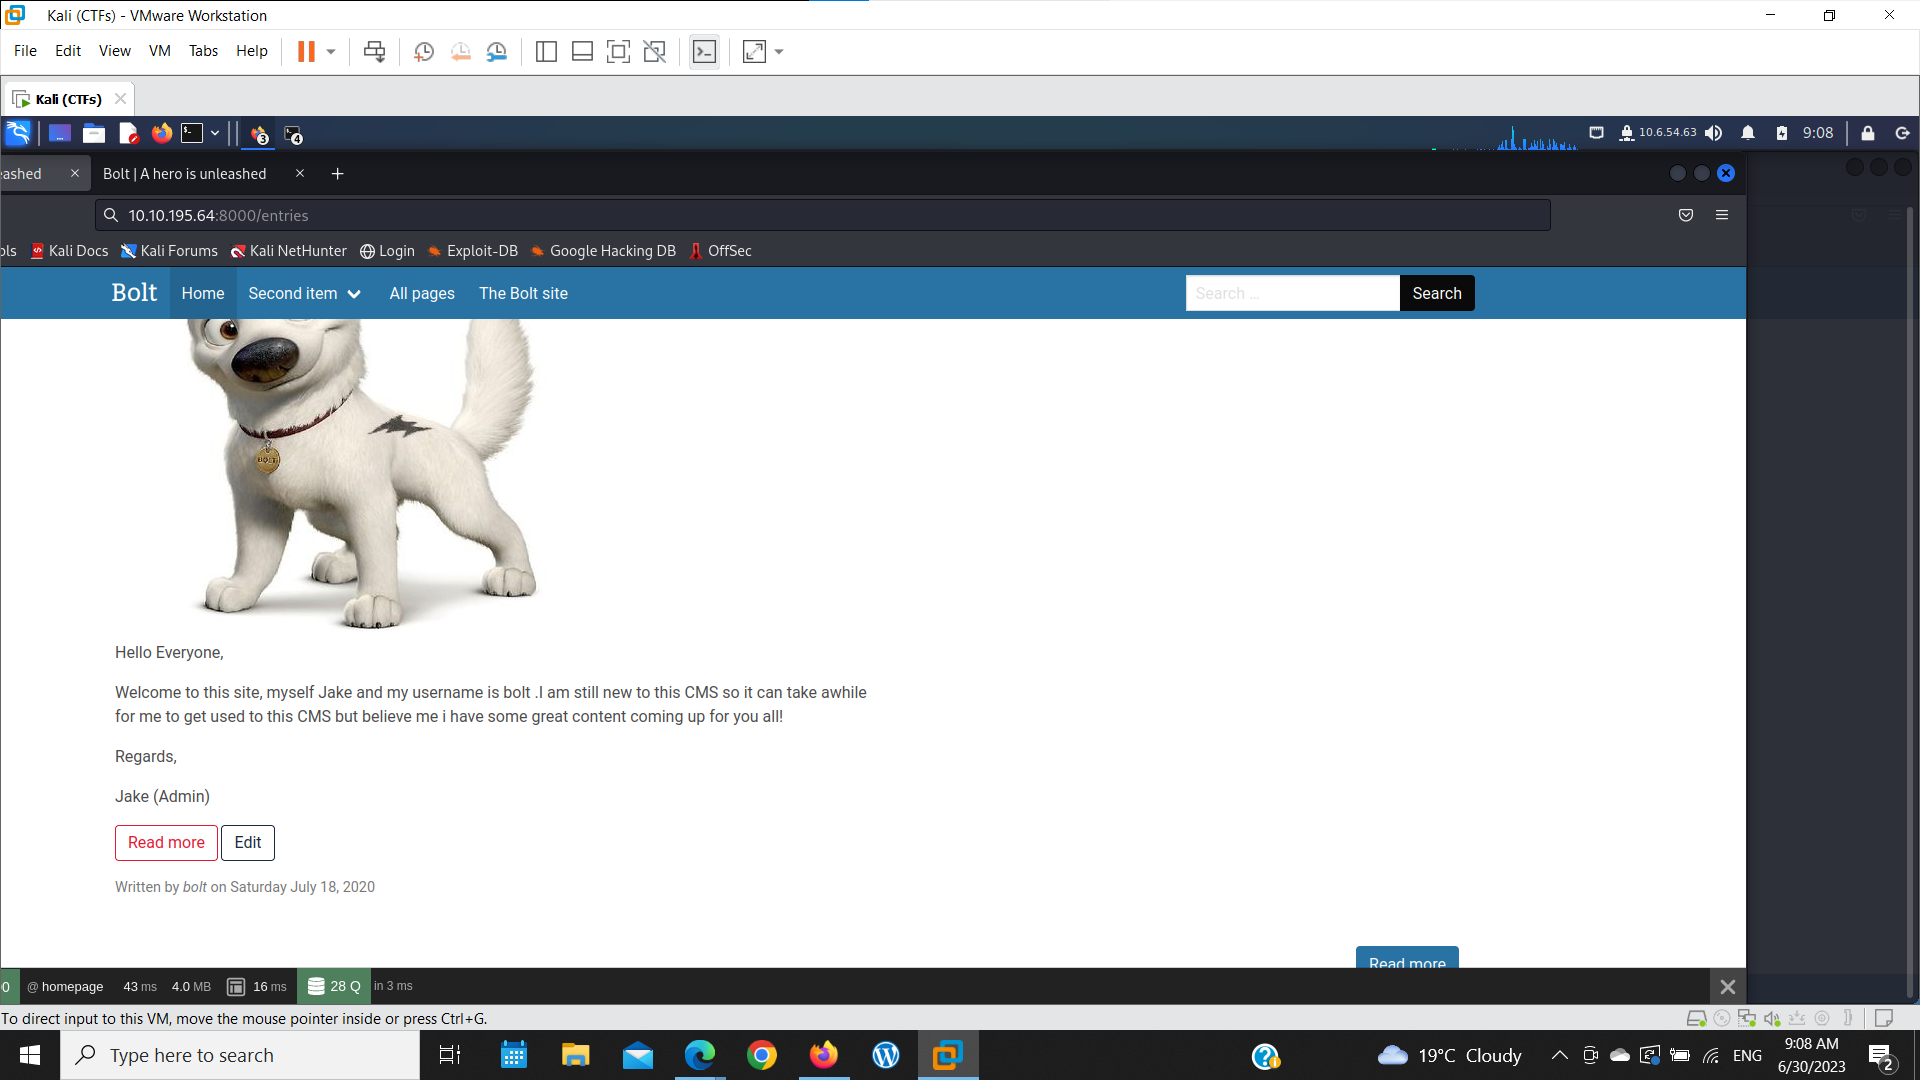 Kali (CTFs) - VMware Workstation
File Edit View VM Tabs Help
Kali (CTFs)
3 4 10.6.54.63 9:08
eashed Bolt | A hero is unleashed
10.10.195.64:8000/entries
ols Kali Docs Kali Forums Kali NetHunter Login Exploit-DB Google Hacking DB OffSec
Bolt Home Second item All pages The Bolt site Search ... Search
BOLT
Hello Everyone,
Welcome to this site, myself Jake and my username is bolt .I am still new to this CMS so it can take awhile
for me to get used to this CMS but believe me i have some great content coming up for you all!
Regards,
Jake (Admin)
Read more Edit
Written by bolt on Saturday July 18, 2020
Read more
0 @ homepage 43 ms 4.0 MB 16 ms 28 Q in 3 ms
To direct input to this VM, move the mouse pointer inside or press Ctrl+G.
Type here to search 19°C Cloudy ENG 9:08 AM
6/30/2023 2